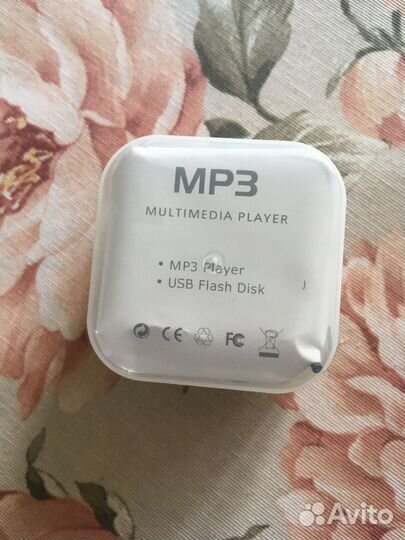 MP3
MULTIMEDIA PLAYER
• MP3 Player
• USB Flash Disk
CE FC
Avito